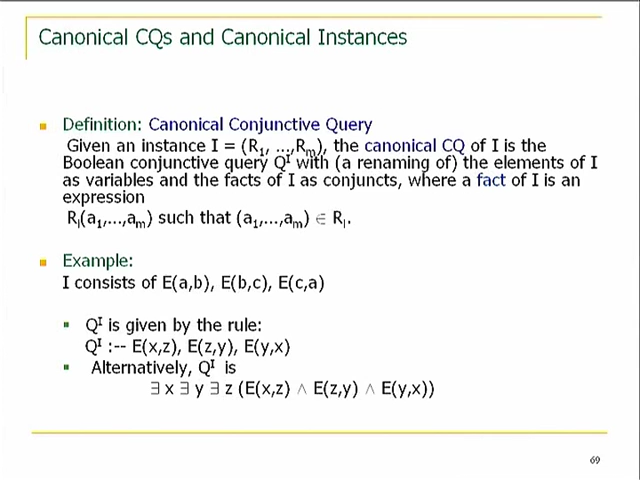 Canonical CQs and Canonical Instances
Definition: Canonical Conjunctive Query
Given an instance I = (R₁, ...,Rₘ), the canonical CQ of I is the
Boolean conjunctive query Qᴵ with (a renaming of) the elements of I
as variables and the facts of I as conjuncts, where a fact of I is an
expression
Rᵢ(a₁,...,aₘ) such that (a₁,...,aₘ) ∈ Rᵢ.
Example:
I consists of E(a,b), E(b,c), E(c,a)
Qᴵ is given by the rule:
Qᴵ :-- E(x,z), E(z,y), E(y,x)
Alternatively, Qᴵ is
∃ x ∃ y ∃ z (E(x,z) ∧ E(z,y) ∧ E(y,x))
69